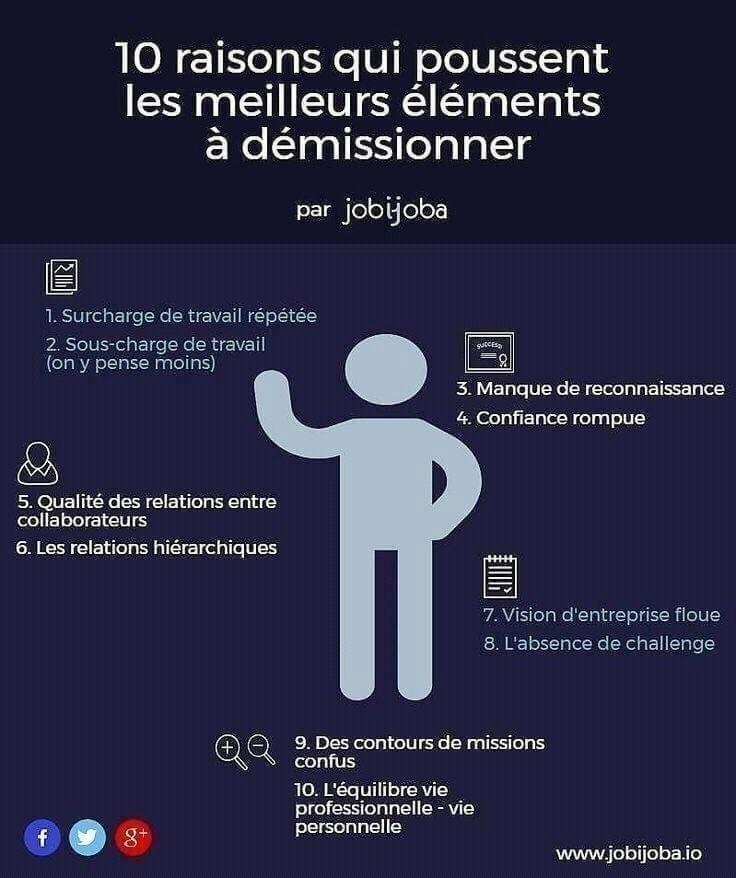 10 raisons qui poussent
les meilleurs éléments
à démissionner
par jobijoba
1. Surcharge de travail répétée
2. Sous-charge de travail
(on y pense moins)
SUCCESS!
3. Manque de reconnaissance
4. Confiance rompue
5. Qualité des relations entre
collaborateurs
6. Les relations hiérarchiques
7. Vision d'entreprise floue
8. L'absence de challenge
9. Des contours de missions
confus
10. L'équilibre vie
professionnelle - vie
personnelle
f
g+
www.jobijoba.io